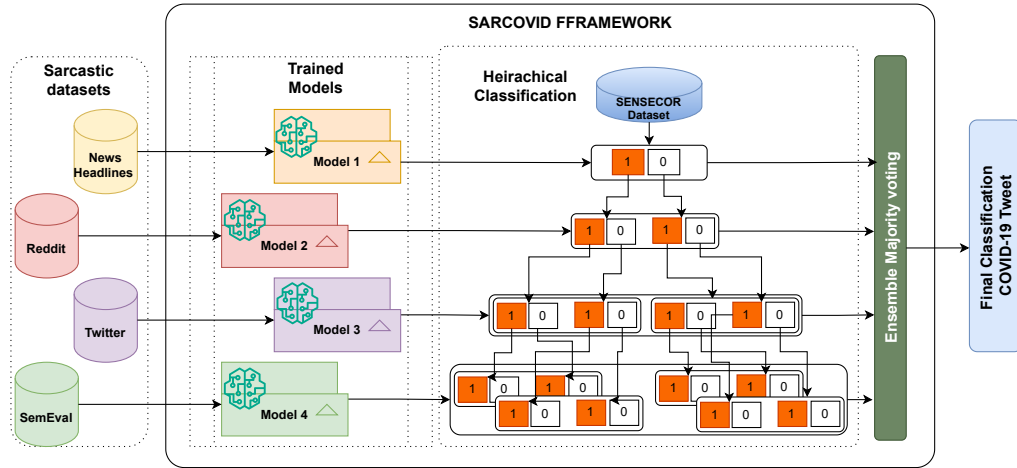 SARCOVID FFRAMEWORK
Sarcastic
datasets
Trained
Models
Heirachical
Classification
SENSECOR
Dataset
News
Headlines
Model 1
1 0
Reddit
Model 2
1 0 1 0
Twitter
Model 3
1 0 1 0 1 0 1 0
SemEval
Model 4
1 0 1 0 1 0 1 0
1 0 1 0 1 0 1 0
Ensemble Majority voting
Final Classification
COVID-19 Tweet